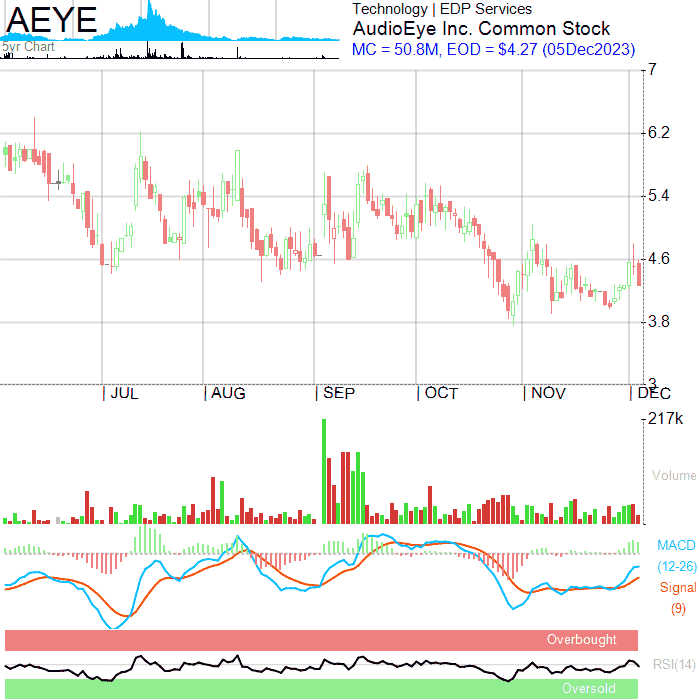 AEYE
5yr Chart
Technology | EDP Services
AudioEye Inc. Common Stock
MC = 50.8M, EOD = $4.27 (05Dec2023)
7
6.2
5.4
4.6
3.8
3
JUL
AUG
SEP
OCT
NOV
DEC
217k
Volume
MACD
(12-26)
Signal
(9)
Overbought
RSI(14)
Oversold